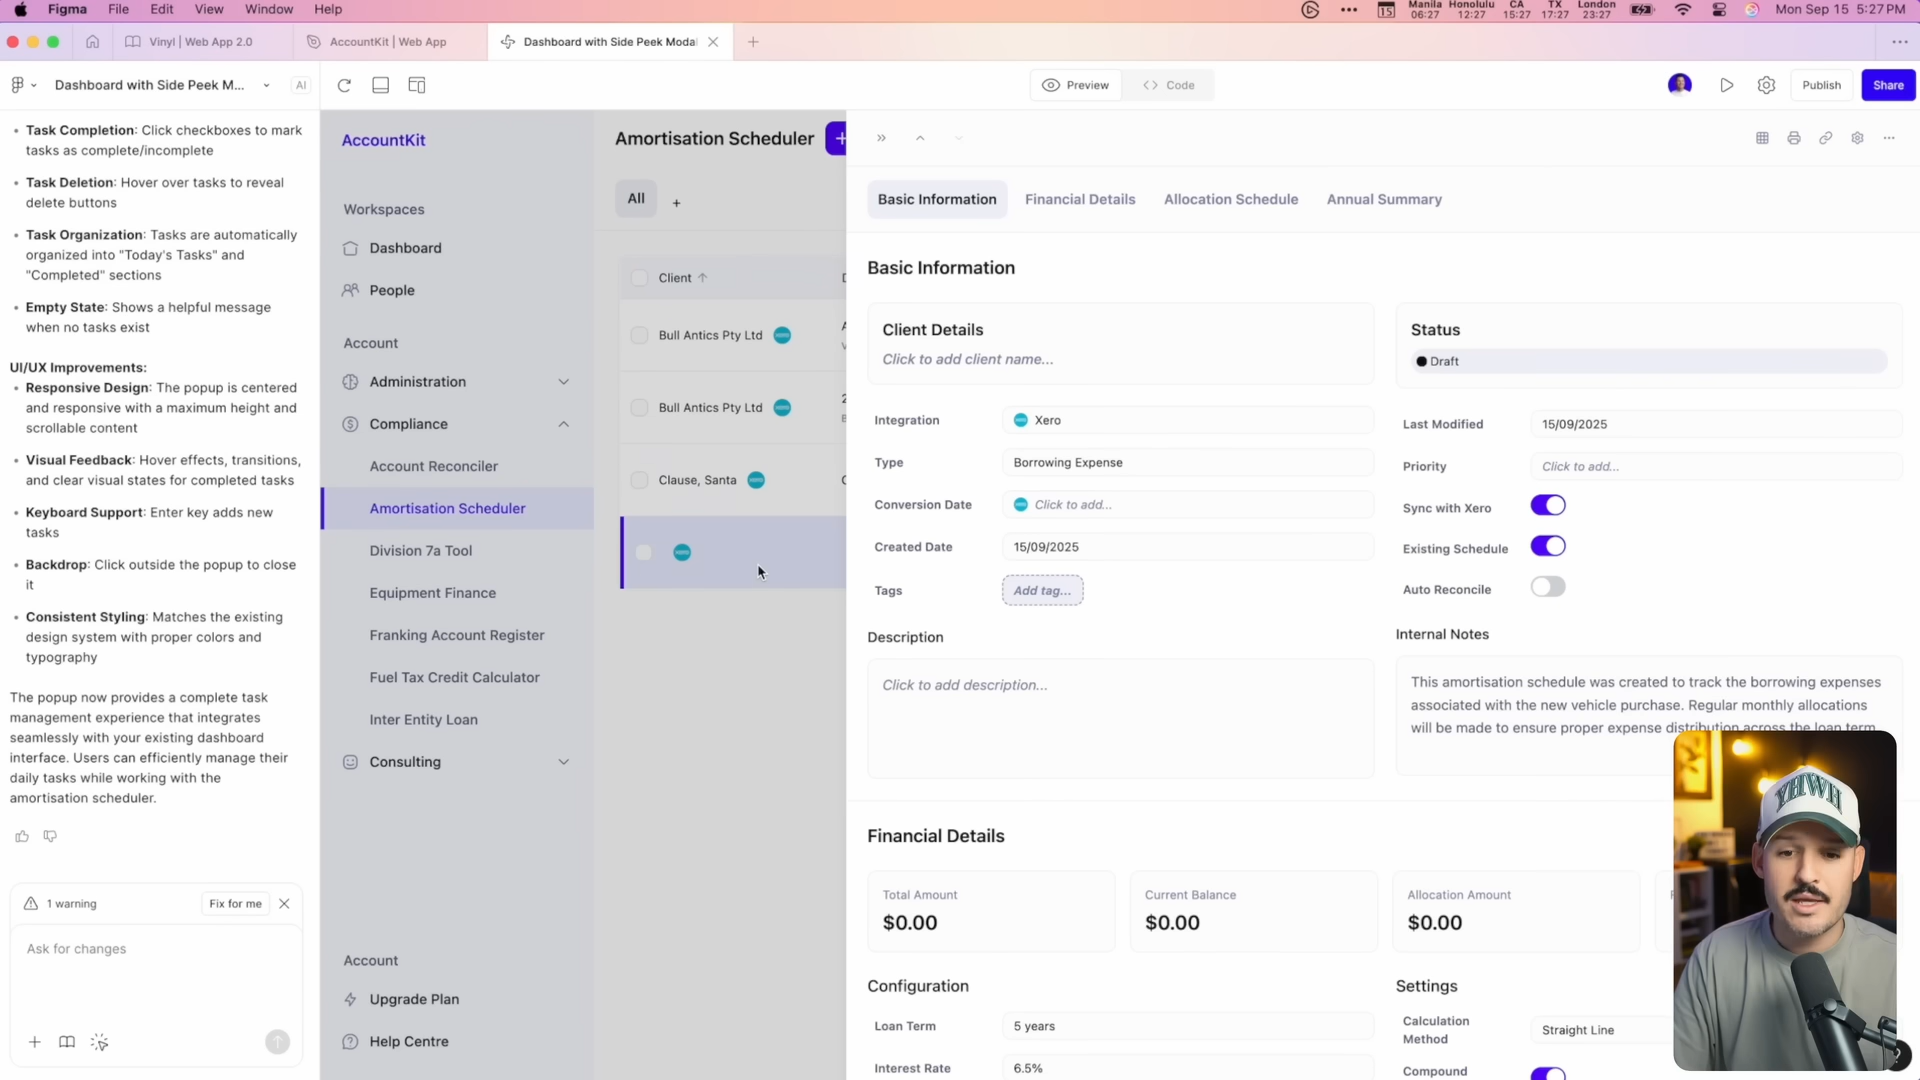 Figma File Edit View Window Help
15
Manila 06:27
Honolulu 12:27
CA 15:27
TX 17:27
London 23:27
Mon Sep 15 5:27 PM
Vinyl | Web App 2.0
AccountKit | Web App
Dashboard with Side Peek Modal
Dashboard with Side Peek M...
AI
Preview
Code
Publish
Share
Task Completion: Click checkboxes to mark
tasks as complete/incomplete
Task Deletion: Hover over tasks to reveal
delete buttons
Task Organization: Tasks are automatically
organized into "Today's Tasks" and
"Completed" sections
Empty State: Shows a helpful message
when no tasks exist
UI/UX Improvements:
Responsive Design: The popup is centered
and responsive with a maximum height and
scrollable content
Visual Feedback: Hover effects, transitions,
and clear visual states for completed tasks
Keyboard Support: Enter key adds new
tasks
Backdrop: Click outside the popup to close
it
Consistent Styling: Matches the existing
design system with proper colors and
typography
The popup now provides a complete task
management experience that integrates
seamlessly with your existing dashboard
interface. Users can efficiently manage their
daily tasks while working with the
amortisation scheduler.
1 warning
Fix for me
Ask for changes
AccountKit
Workspaces
Dashboard
People
Account
Administration
Compliance
Account Reconciler
Amortisation Scheduler
Division 7a Tool
Equipment Finance
Franking Account Register
Fuel Tax Credit Calculator
Inter Entity Loan
Consulting
Account
Upgrade Plan
Help Centre
Amortisation Scheduler
All
Client
Bull Antics Pty Ltd
Bull Antics Pty Ltd
Clause, Santa
Basic Information
Financial Details
Allocation Schedule
Annual Summary
Basic Information
Client Details
Click to add client name...
Integration
Xero
Type
Borrowing Expense
Conversion Date
Click to add...
Created Date
15/09/2025
Tags
Add tag...
Description
Click to add description...
Status
Draft
Last Modified
15/09/2025
Priority
Click to add...
Sync with Xero
Existing Schedule
Auto Reconcile
Internal Notes
This amortisation schedule was created to track the borrowing expenses
associated with the new vehicle purchase. Regular monthly allocations
will be made to ensure proper expense distribution across the loan term.
Financial Details
Total Amount
$0.00
Current Balance
$0.00
Allocation Amount
$0.00
Configuration
Loan Term
5 years
Interest Rate
6.5%
Settings
Calculation
Method
Straight Line
Compound
YHWH